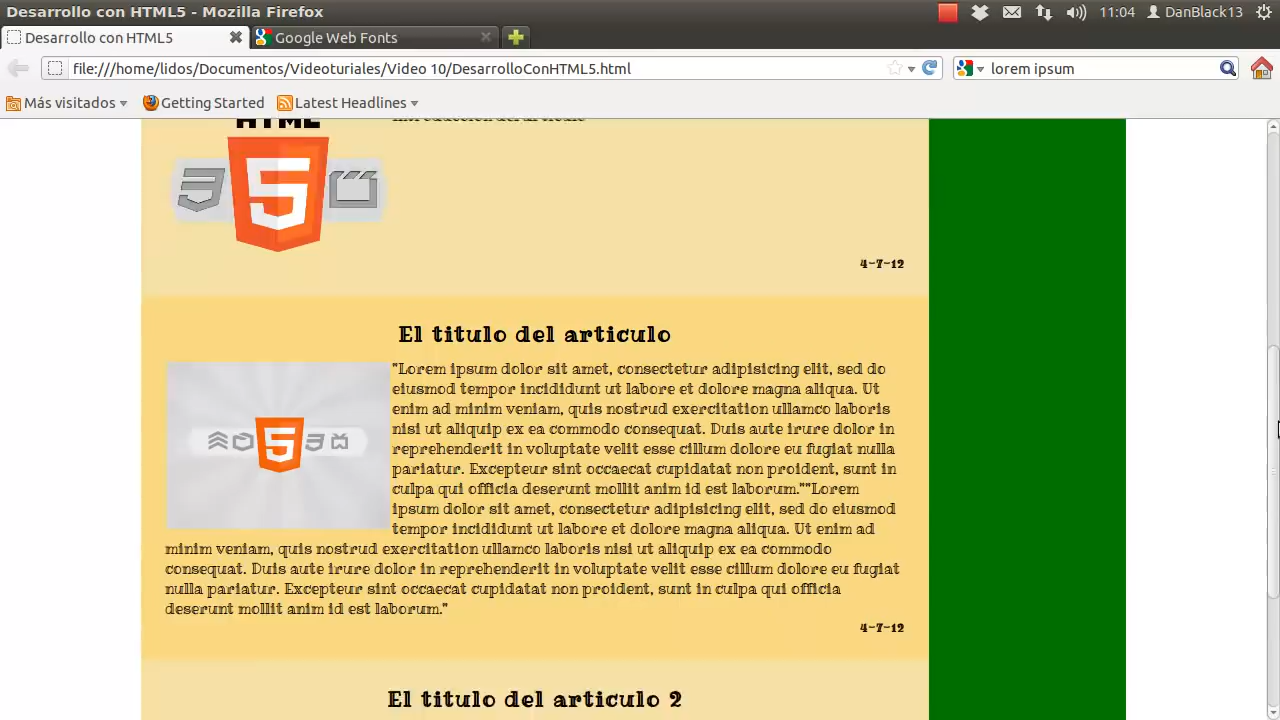 Desarrollo con HTML5 - Mozilla Firefox
11:04 DanBlack13
Desarrollo con HTML5
Google Web Fonts
file:///home/lidos/Documentos/Videoturiales/Video 10/DesarrolloConHTML5.html
lorem ipsum
Más visitados
Getting Started
Latest Headlines
HTML
5
4-7-12
El titulo del articulo
"Lorem ipsum dolor sit amet, consectetur adipisicing elit, sed do
eiusmod tempor incididunt ut labore et dolore magna aliqua. Ut
enim ad minim veniam, quis nostrud exercitation ullamco laboris
nisi ut aliquip ex ea commodo consequat. Duis aute irure dolor in
reprehenderit in voluptate velit esse cillum dolore eu fugiat nulla
pariatur. Excepteur sint occaecat cupidatat non proident, sunt in
culpa qui officia deserunt mollit anim id est laborum.""Lorem
ipsum dolor sit amet, consectetur adipisicing elit, sed do eiusmod
tempor incididunt ut labore et dolore magna aliqua. Ut enim ad
minim veniam, quis nostrud exercitation ullamco laboris nisi ut aliquip ex ea commodo
consequat. Duis aute irure dolor in reprehenderit in voluptate velit esse cillum dolore eu fugiat
nulla pariatur. Excepteur sint occaecat cupidatat non proident, sunt in culpa qui officia
deserunt mollit anim id est laborum."
5
4-7-12
El titulo del articulo 2